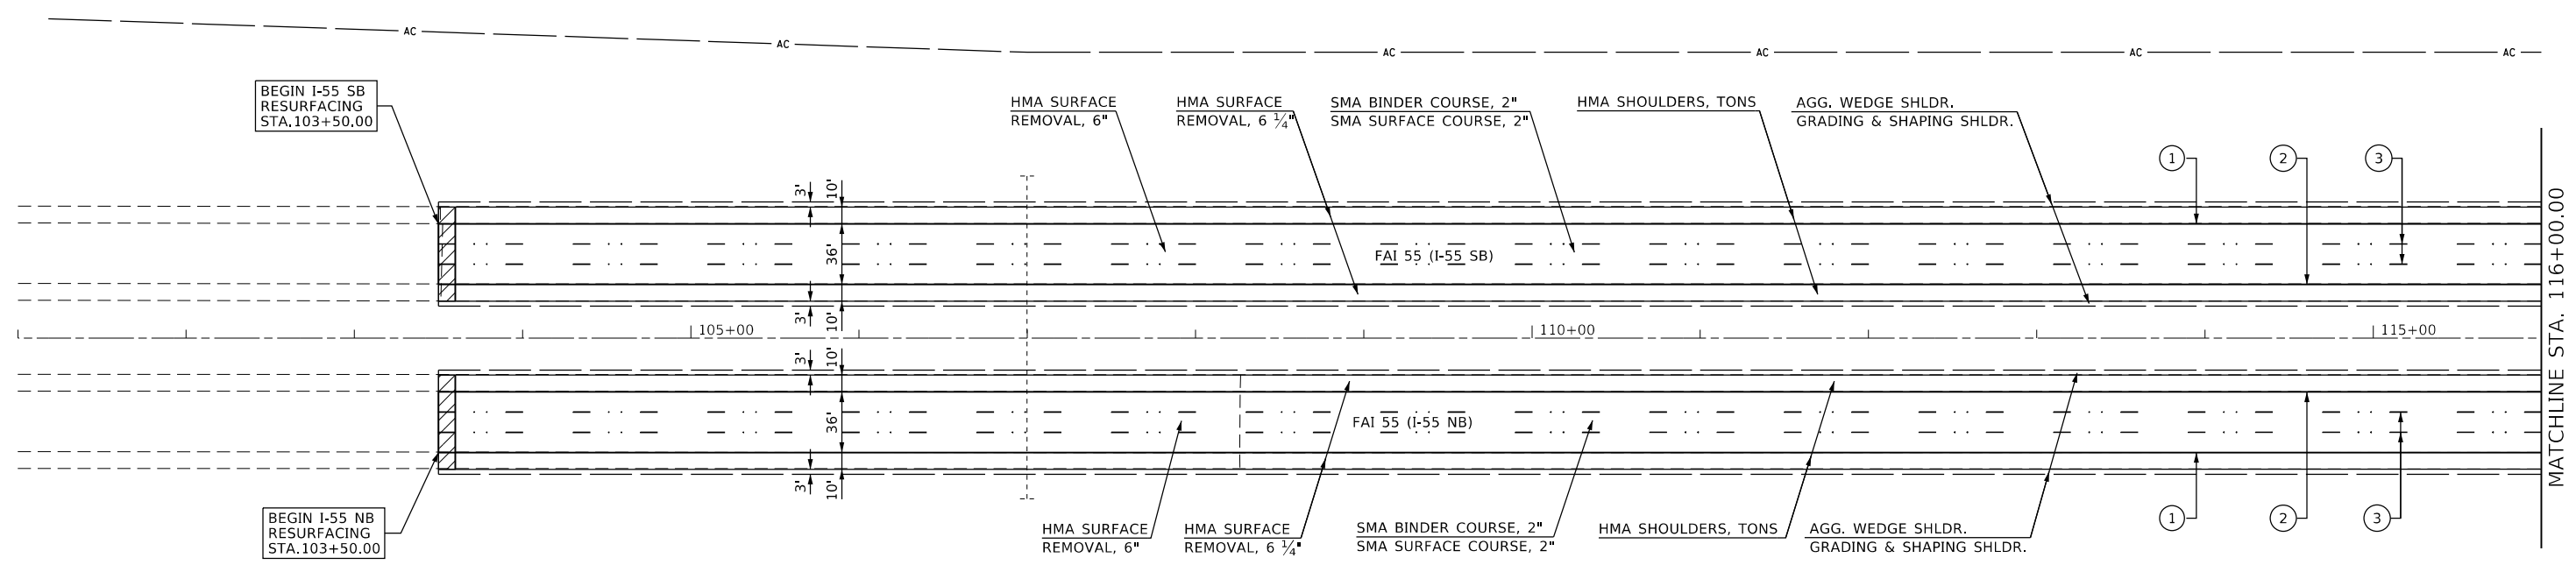 AC
AC
AC
AC
AC
AC
BEGIN I-55 SB
RESURFACING
STA.103+50.00
HMA SURFACE
REMOVAL, 6"
HMA SURFACE
REMOVAL, 6 1/4"
SMA BINDER COURSE, 2"
SMA SURFACE COURSE, 2"
HMA SHOULDERS, TONS
AGG. WEDGE SHLDR.
GRADING & SHAPING SHLDR.
1
2
3
3'
10'
36'
FAI 55 (I-55 SB)
3'
10'
105+00
110+00
115+00
MATCHLINE STA. 116+00.00
3'
10'
36'
FAI 55 (I-55 NB)
3'
10'
BEGIN I-55 NB
RESURFACING
STA.103+50.00
HMA SURFACE
REMOVAL, 6"
HMA SURFACE
REMOVAL, 6 1/4"
SMA BINDER COURSE, 2"
SMA SURFACE COURSE, 2"
HMA SHOULDERS, TONS
AGG. WEDGE SHLDR.
GRADING & SHAPING SHLDR.
1
2
3